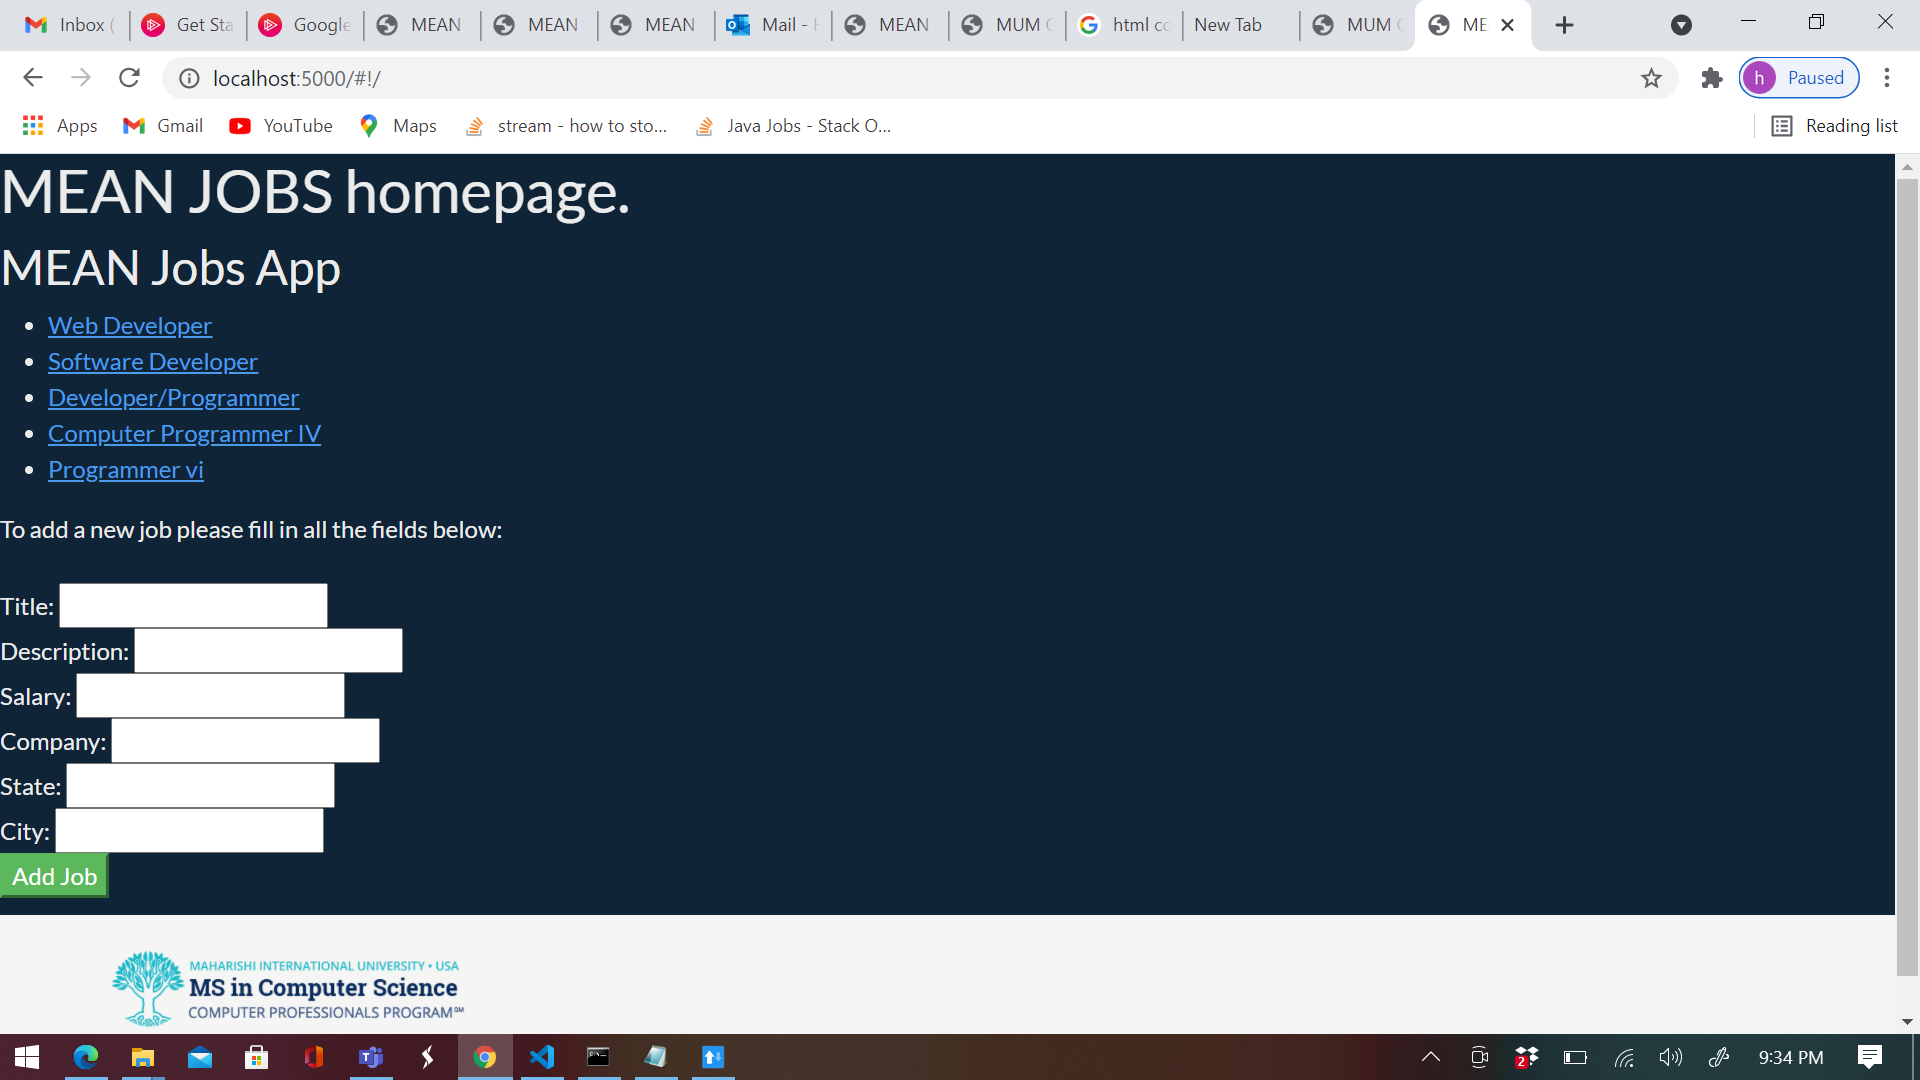 Inbox (
Get Sta
Google
MEAN
MEAN
MEAN
Mail - H
MEAN
MUM C
html co
New Tab
MUM C
ME
localhost:5000/#!/
h
Paused
Apps
Gmail
YouTube
Maps
stream - how to sto...
Java Jobs - Stack O...
Reading list
MEAN JOBS homepage.
MEAN Jobs App
Web Developer
Software Developer
Developer/Programmer
Computer Programmer IV
Programmer vi
To add a new job please fill in all the fields below:
Title:
Description:
Salary:
Company:
State:
City:
Add Job
MAHARISHI INTERNATIONAL UNIVERSITY • USA
MS in Computer Science
COMPUTER PROFESSIONALS PROGRAM℠
2
9:34 PM